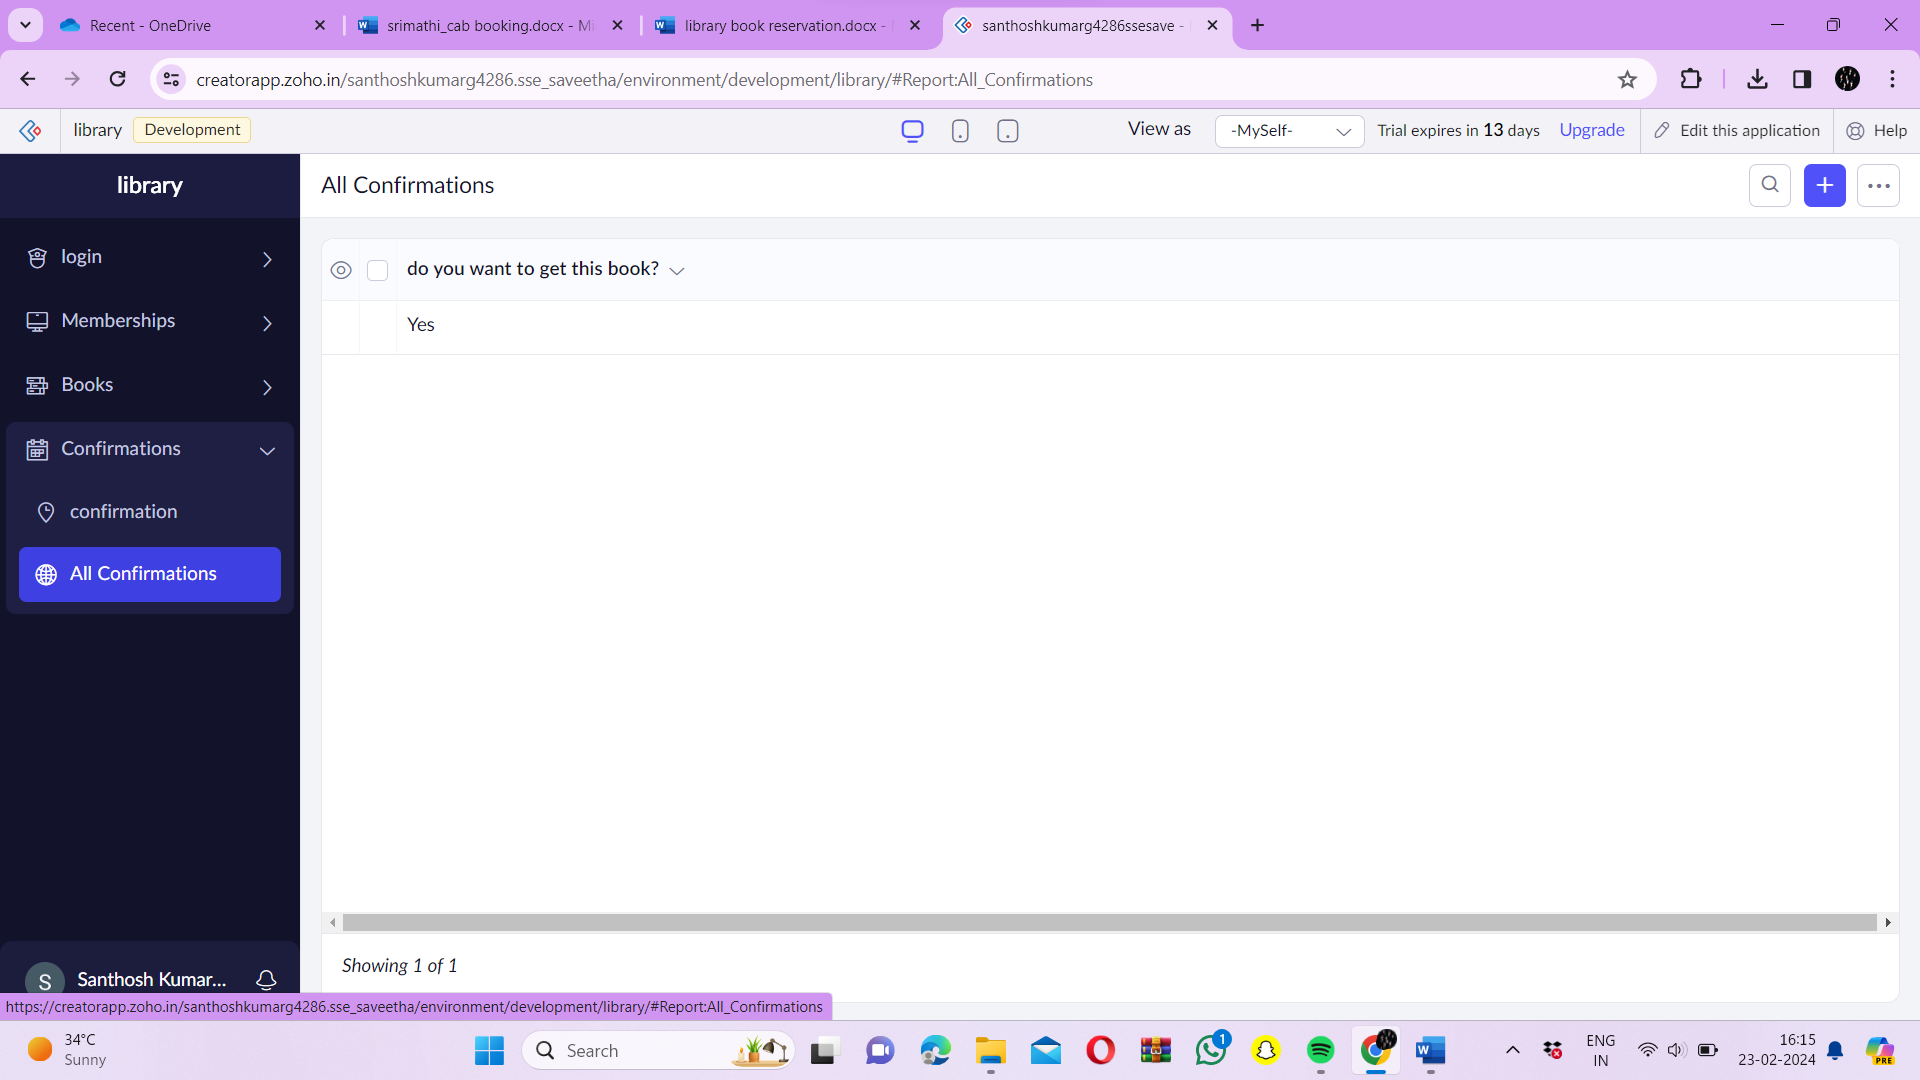 Recent - OneDrive
srimathi_cab booking.docx - Mi
library book reservation.docx -
santhoshkumarg4286ssesave -
creatorapp.zoho.in/santhoshkumarg4286.sse_saveetha/environment/development/library/#Report:All_Confirmations
library
Development
View as
-MySelf-
Trial expires in 13 days
Upgrade
Edit this application
Help
library
All Confirmations
login
Memberships
Books
Confirmations
confirmation
All Confirmations
do you want to get this book?
Yes
Showing 1 of 1
S
Santhosh Kumar...
https://creatorapp.zoho.in/santhoshkumarg4286.sse_saveetha/environment/development/library/#Report:All_Confirmations
34°C
Sunny
Search
1
ENG
IN
16:15
23-02-2024
PRE